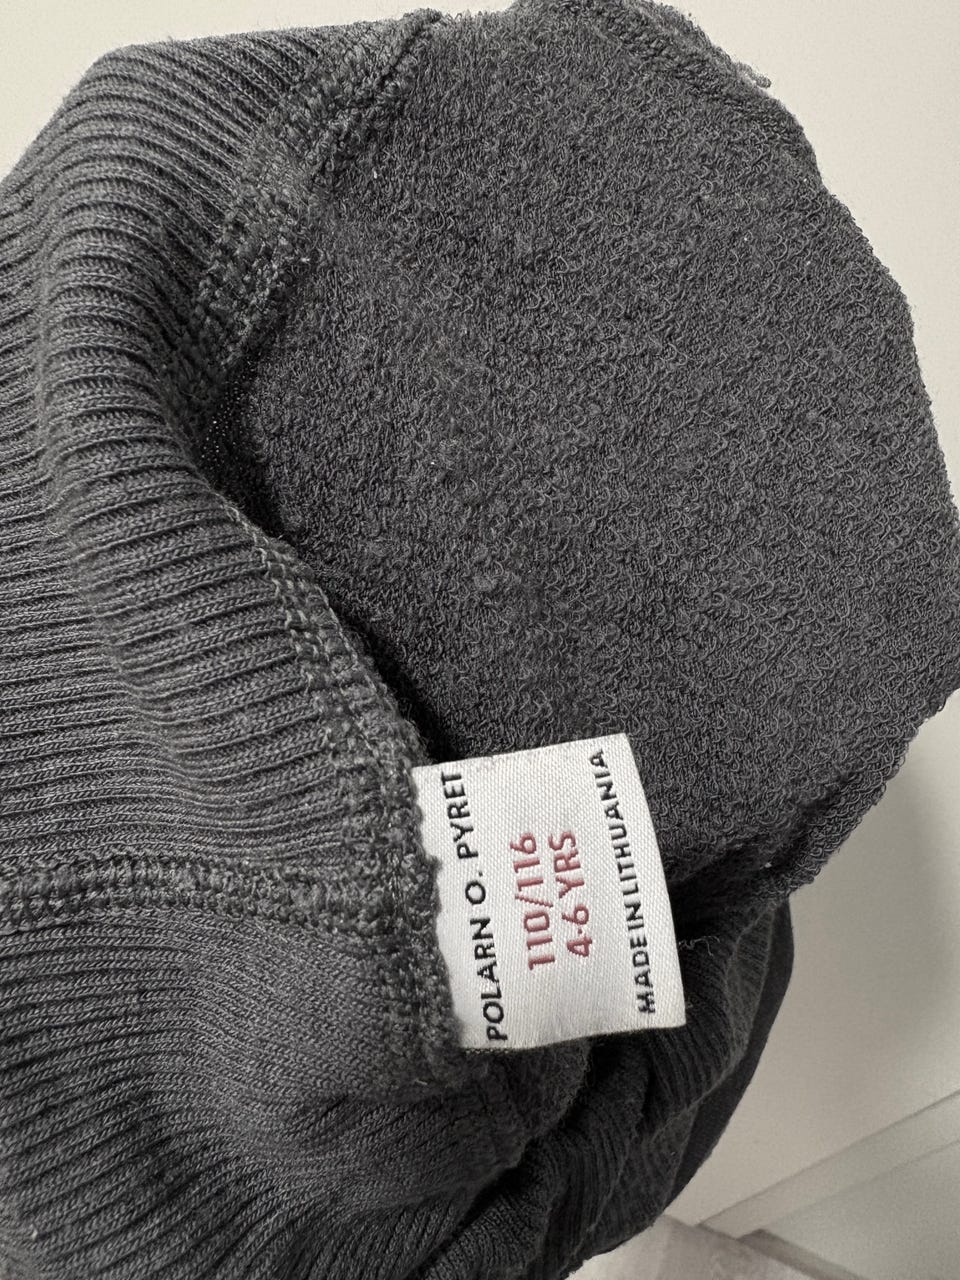 POLARN O. PYRET
110/116
4-6 YRS
MADE IN LITHUANIA